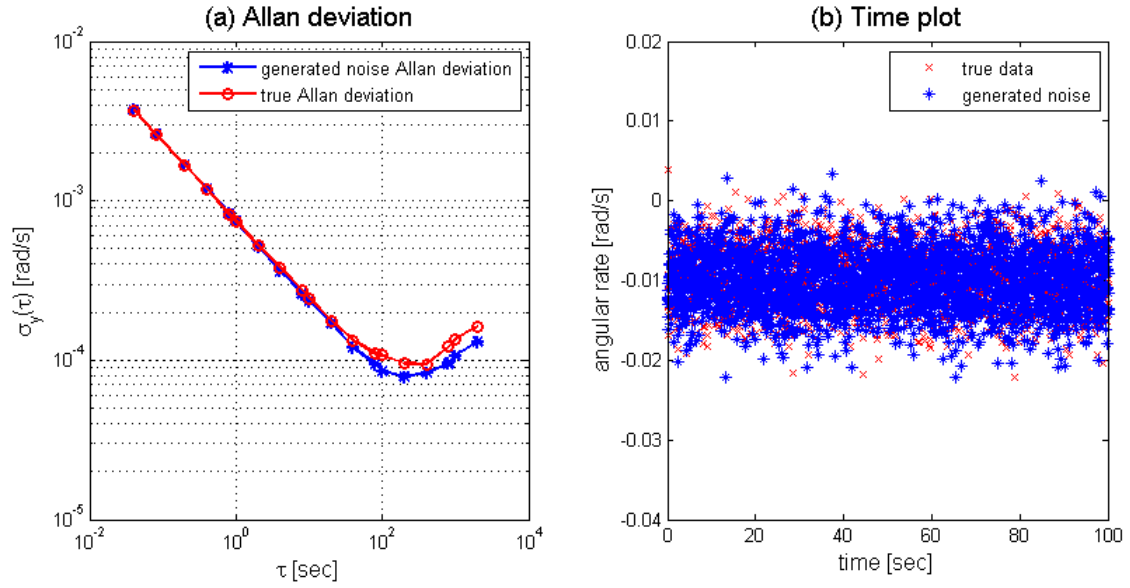 (a) Allan deviation
10^-2
10^-3
10^-4
10^-5
σ_y(τ) [rad/s]
generated noise Allan deviation
true Allan deviation
10^-2
10^0
10^2
10^4
τ [sec]
(b) Time plot
0.02
0.01
0
-0.01
-0.02
-0.03
-0.04
angular rate [rad/s]
true data
generated noise
0
20
40
60
80
100
time [sec]